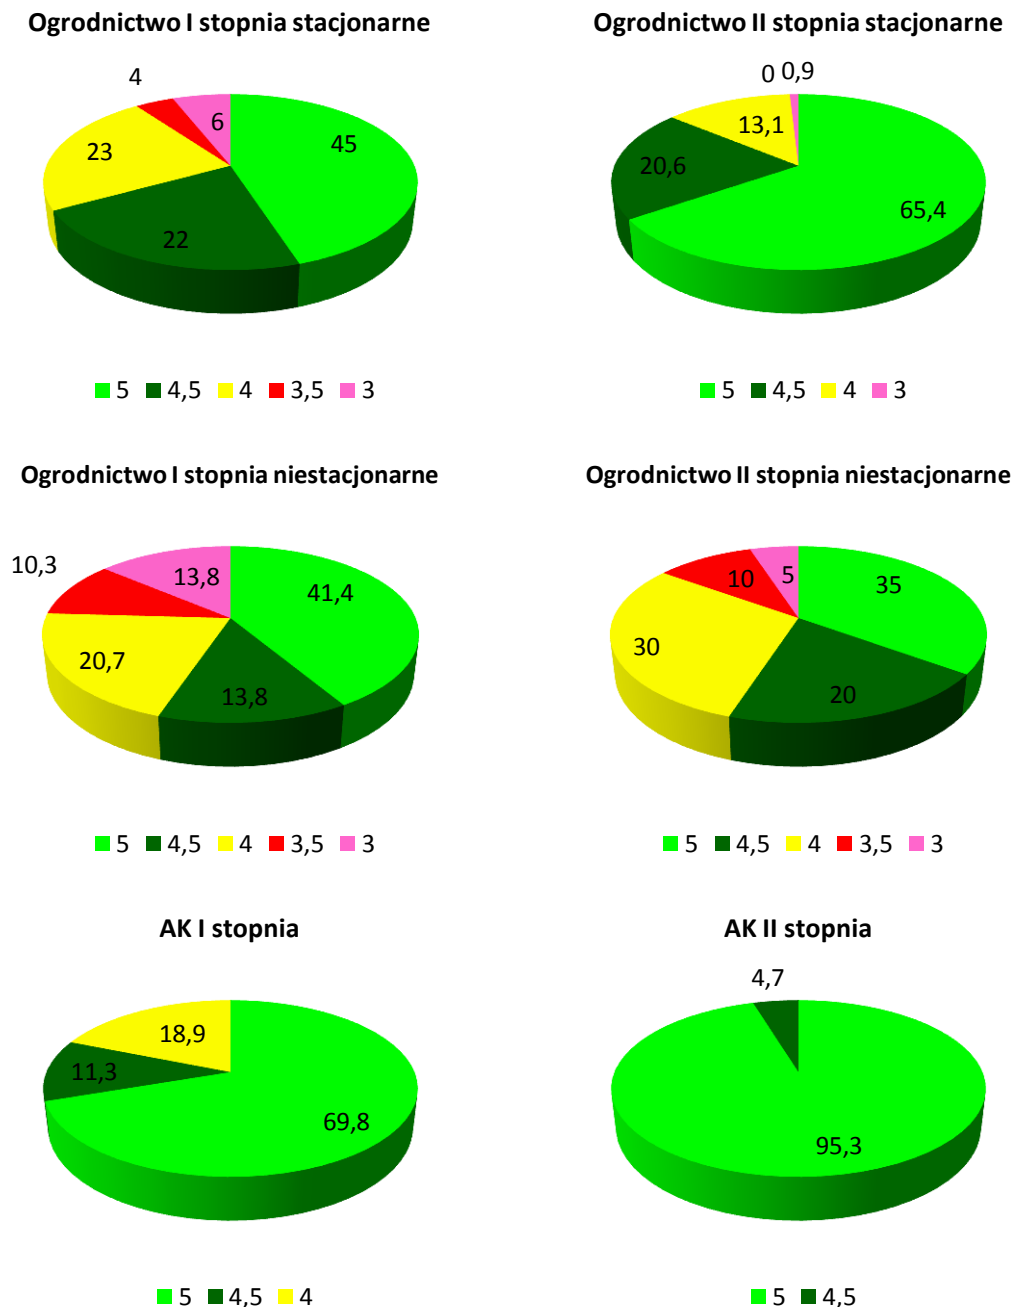 Ogrodnictwo I stopnia stacjonarne
4
6
45
23
22
5 4,5 4 3,5 3
Ogrodnictwo II stopnia stacjonarne
0 0,9
13,1
20,6
65,4
5 4,5 4 3
Ogrodnictwo I stopnia niestacjonarne
10,3
13,8
41,4
20,7
13,8
5 4,5 4 3,5 3
Ogrodnictwo II stopnia niestacjonarne
10
5
35
30
20
5 4,5 4 3,5 3
AK I stopnia
18,9
11,3
69,8
5 4,5 4
AK II stopnia
4,7
95,3
5 4,5